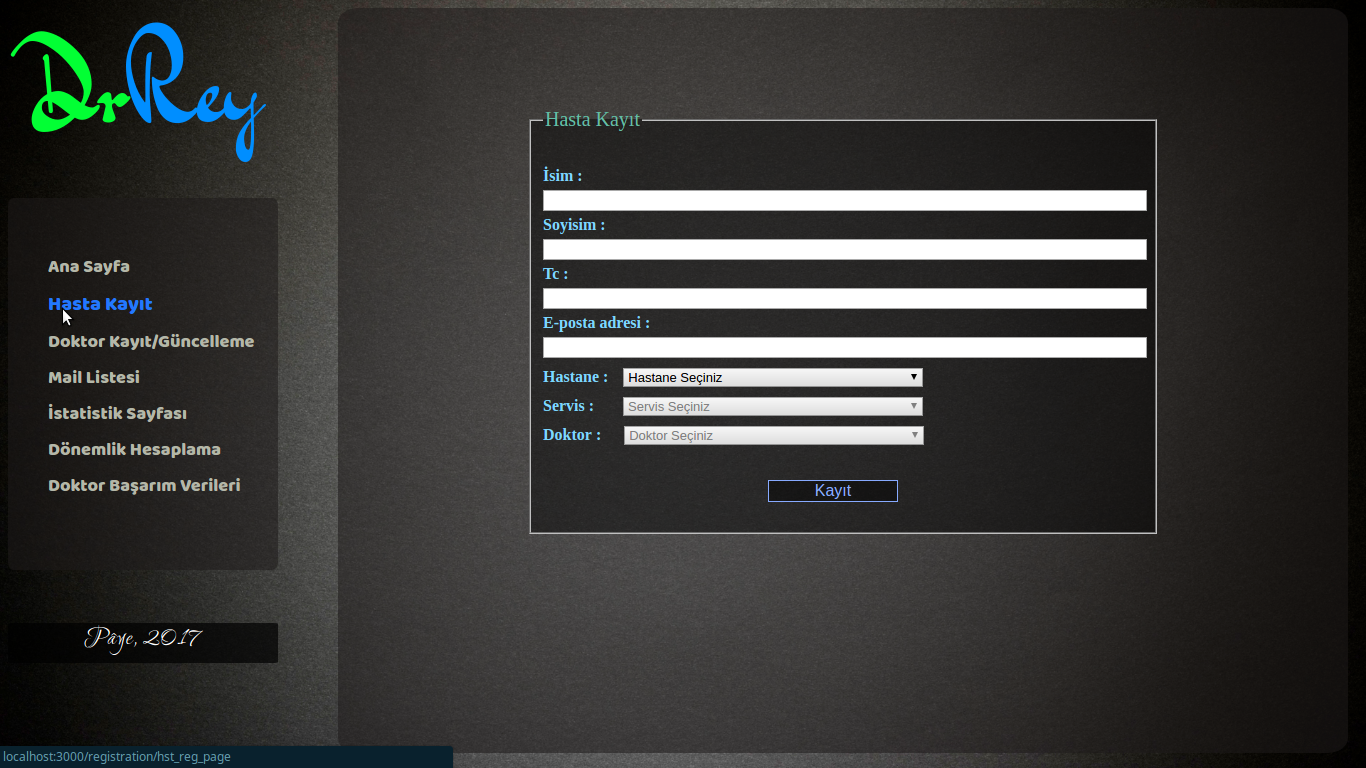 DrRey
Ana Sayfa
Hasta Kayıt
Doktor Kayıt/Güncelleme
Mail Listesi
İstatistik Sayfası
Dönemlik Hesaplama
Doktor Başarım Verileri
Pâye, 2017
Hasta Kayıt
İsim :
Soyisim :
Tc :
E-posta adresi :
Hastane : Hastane Seçiniz
Servis : Servis Seçiniz
Doktor : Doktor Seçiniz
Kayıt
localhost:3000/registration/hst_reg_page